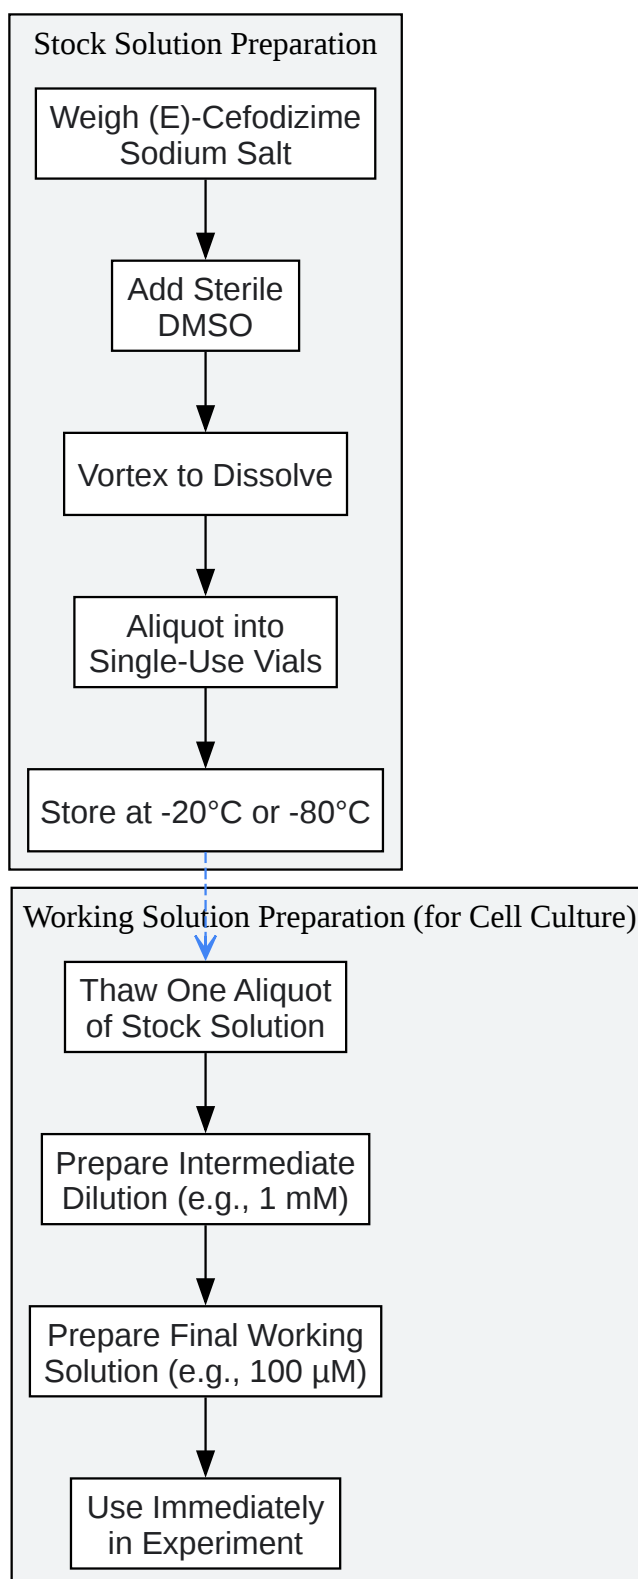 Stock Solution Preparation
Weigh (E)-Cefodizime
Sodium Salt
Add Sterile
DMSO
Vortex to Dissolve
Aliquot into
Single-Use Vials
Store at -20°C or -80°C
Working Solution Preparation (for Cell Culture)
Thaw One Aliquot
of Stock Solution
Prepare Intermediate
Dilution (e.g., 1 mM)
Prepare Final Working
Solution (e.g., 100 µM)
Use Immediately
in Experiment